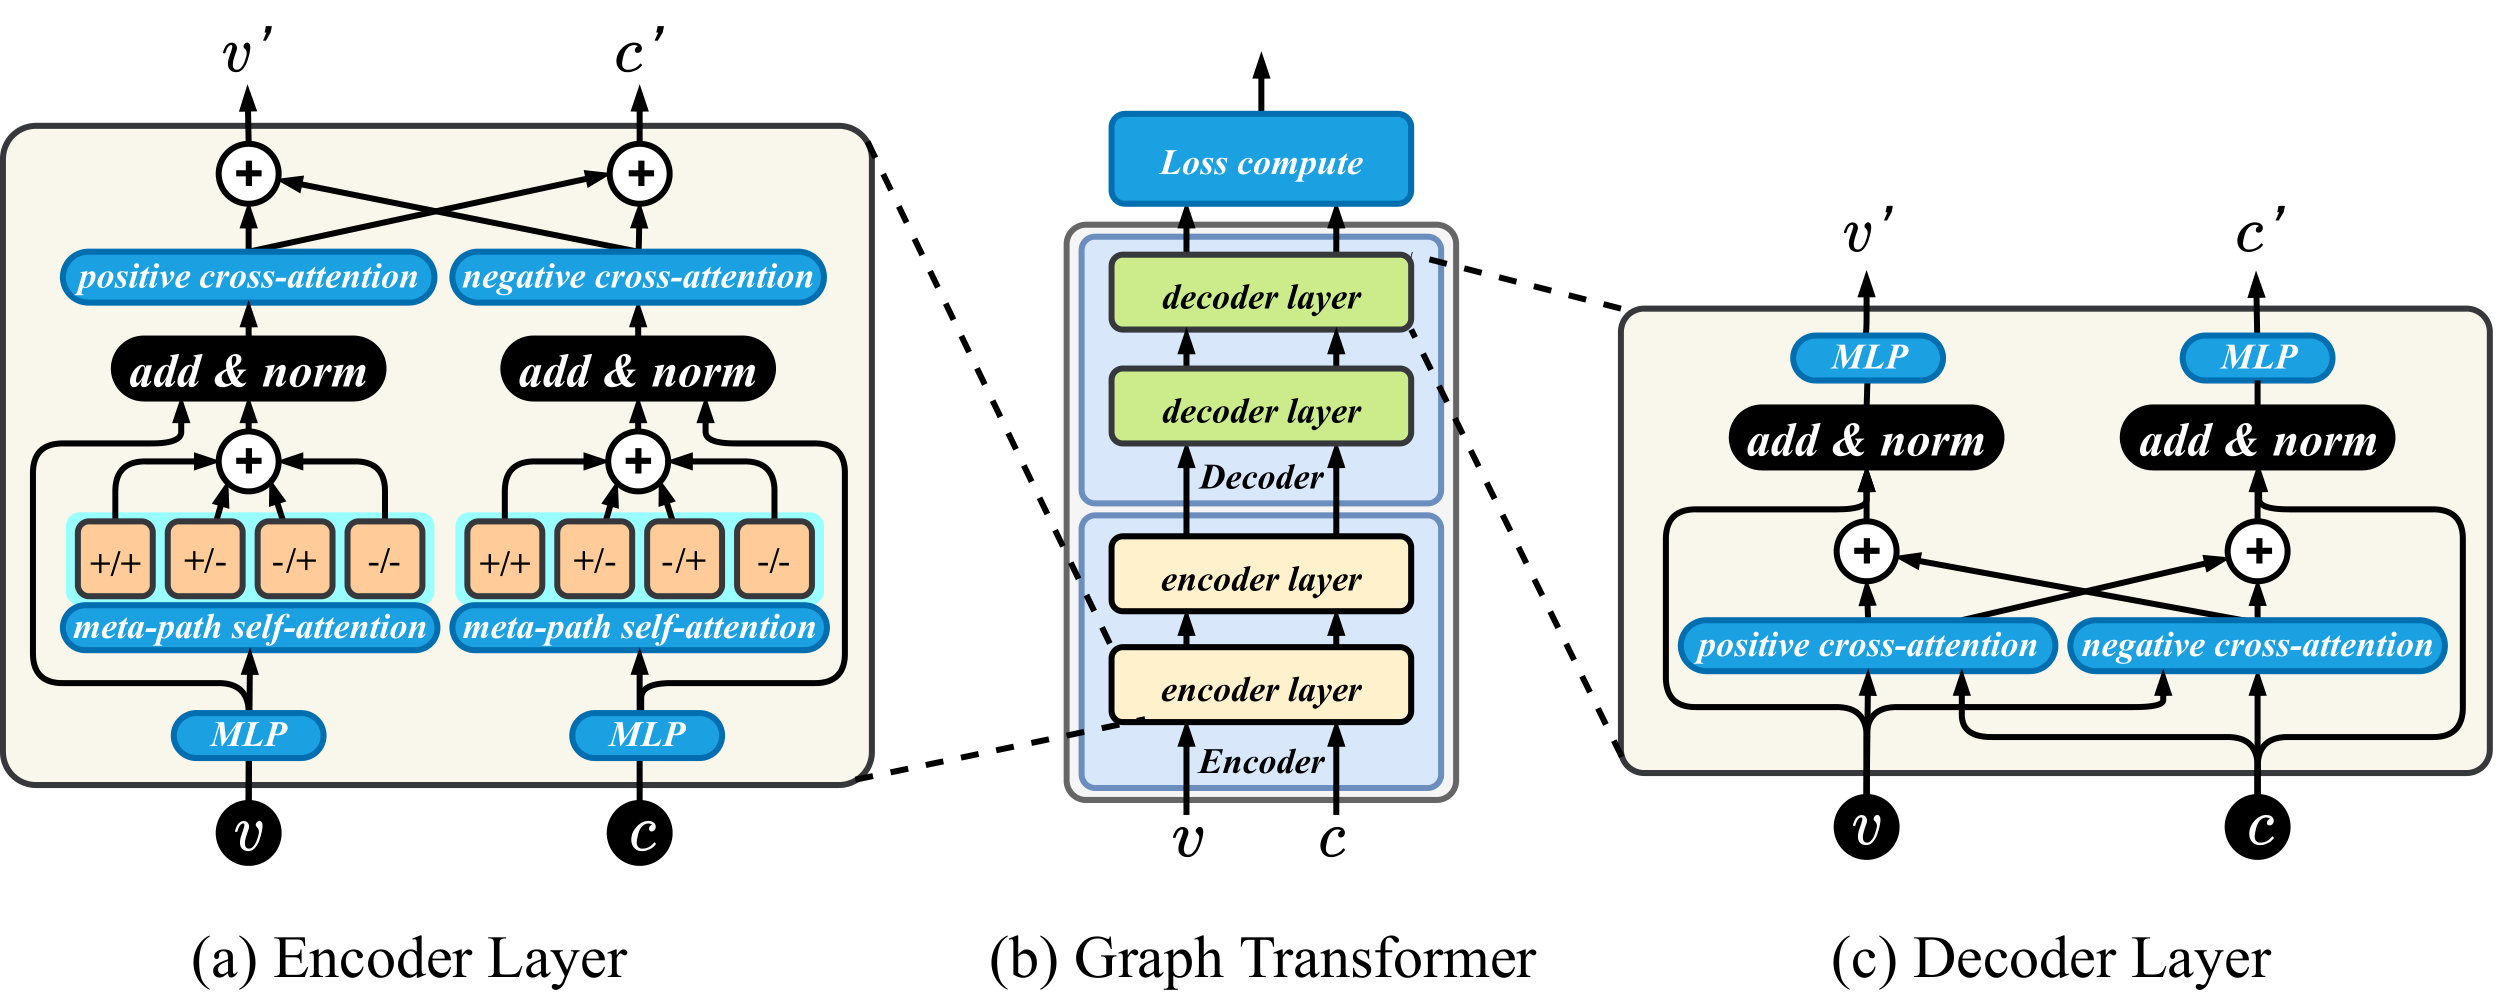 v'
c'
+
+
positive cross-attention
negative cross-attention
add & norm
add & norm
+
+
+/+
+/-
-/+
-/-
+/+
+/-
-/+
-/-
meta-path self-attention
meta-path self-attention
MLP
MLP
v
c
(a) Encoder Layer
Loss compute
decoder layer
decoder layer
Decoder
encoder layer
encoder layer
Encoder
v
c
(b) Graph Transformer
v'
c'
MLP
MLP
add & norm
add & norm
+
+
positive cross-attention
negative cross-attention
v
c
(c) Decoder Layer